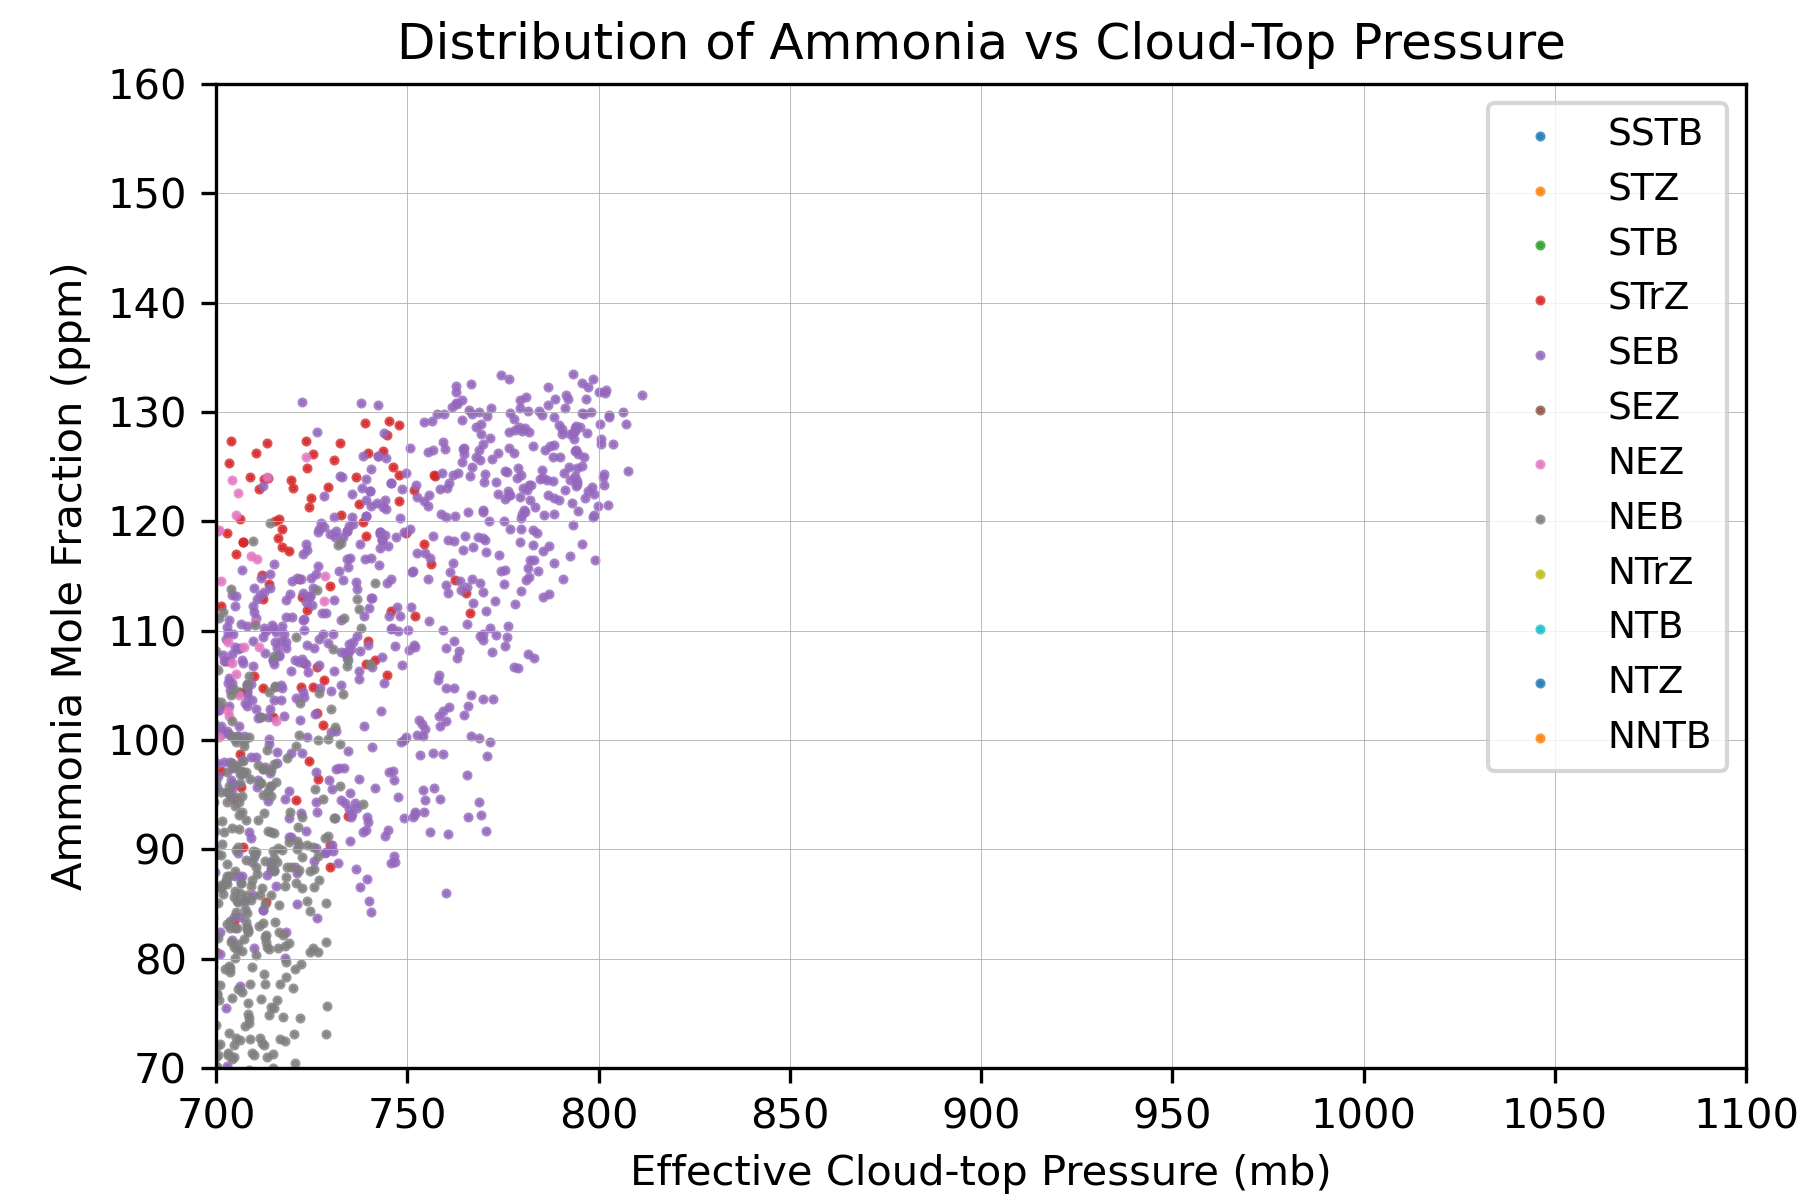 Distribution of Ammonia vs Cloud-Top Pressure
160
150
140
130
120
110
100
90
80
70
Ammonia Mole Fraction (ppm)
SSTB
STZ
STB
STrZ
SEB
SEZ
NEZ
NEB
NTrZ
NTB
NTZ
NNTB
700 750 800 850 900 950 1000 1050 1100
Effective Cloud-top Pressure (mb)